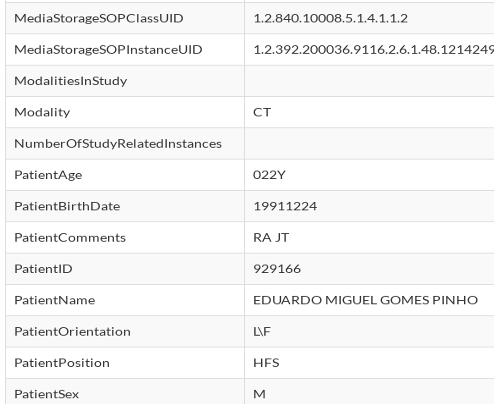 MediaStorageSOPClassUID 1.2.840.10008.5.1.4.1.1.2
MediaStorageSOPInstanceUID 1.2.392.200036.9116.2.6.1.48.1214249
ModalitiesInStudy
Modality CT
NumberOfStudyRelatedInstances
PatientAge 022Y
PatientBirthDate 19911224
PatientComments RA JT
PatientID 929166
PatientName EDUARDO MIGUEL GOMES PINHO
PatientOrientation L\F
PatientPosition HFS
PatientSex M